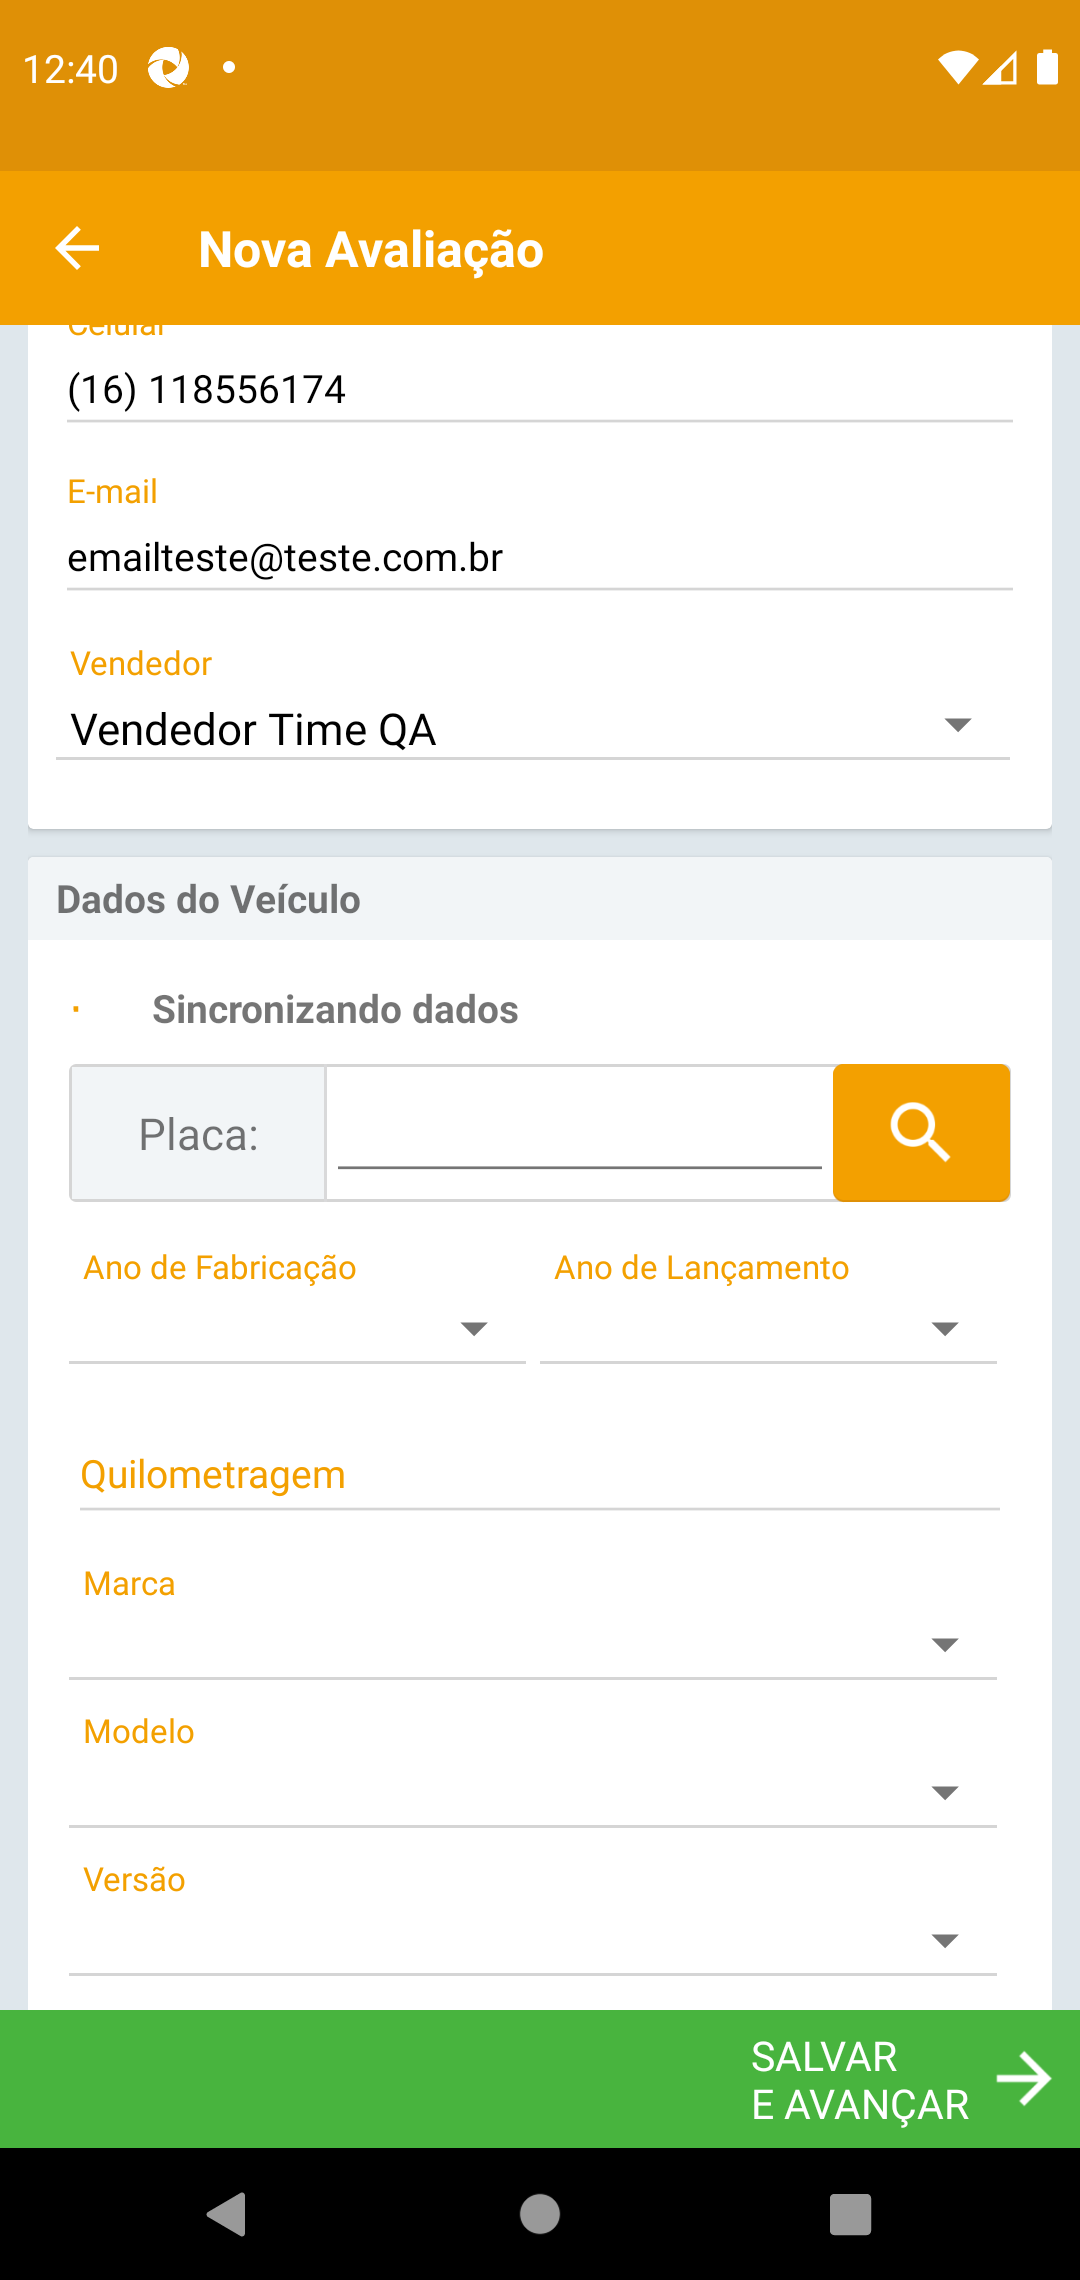 12:40
Nova Avaliação
Celular
(16) 118556174
E-mail
emailteste@teste.com.br
Vendedor
Vendedor Time QA
Dados do Veículo
Sincronizando dados
Placa:
Ano de Fabricação Ano de Lançamento
Quilometragem
Marca
Modelo
Versão
SALVAR
E AVANÇAR